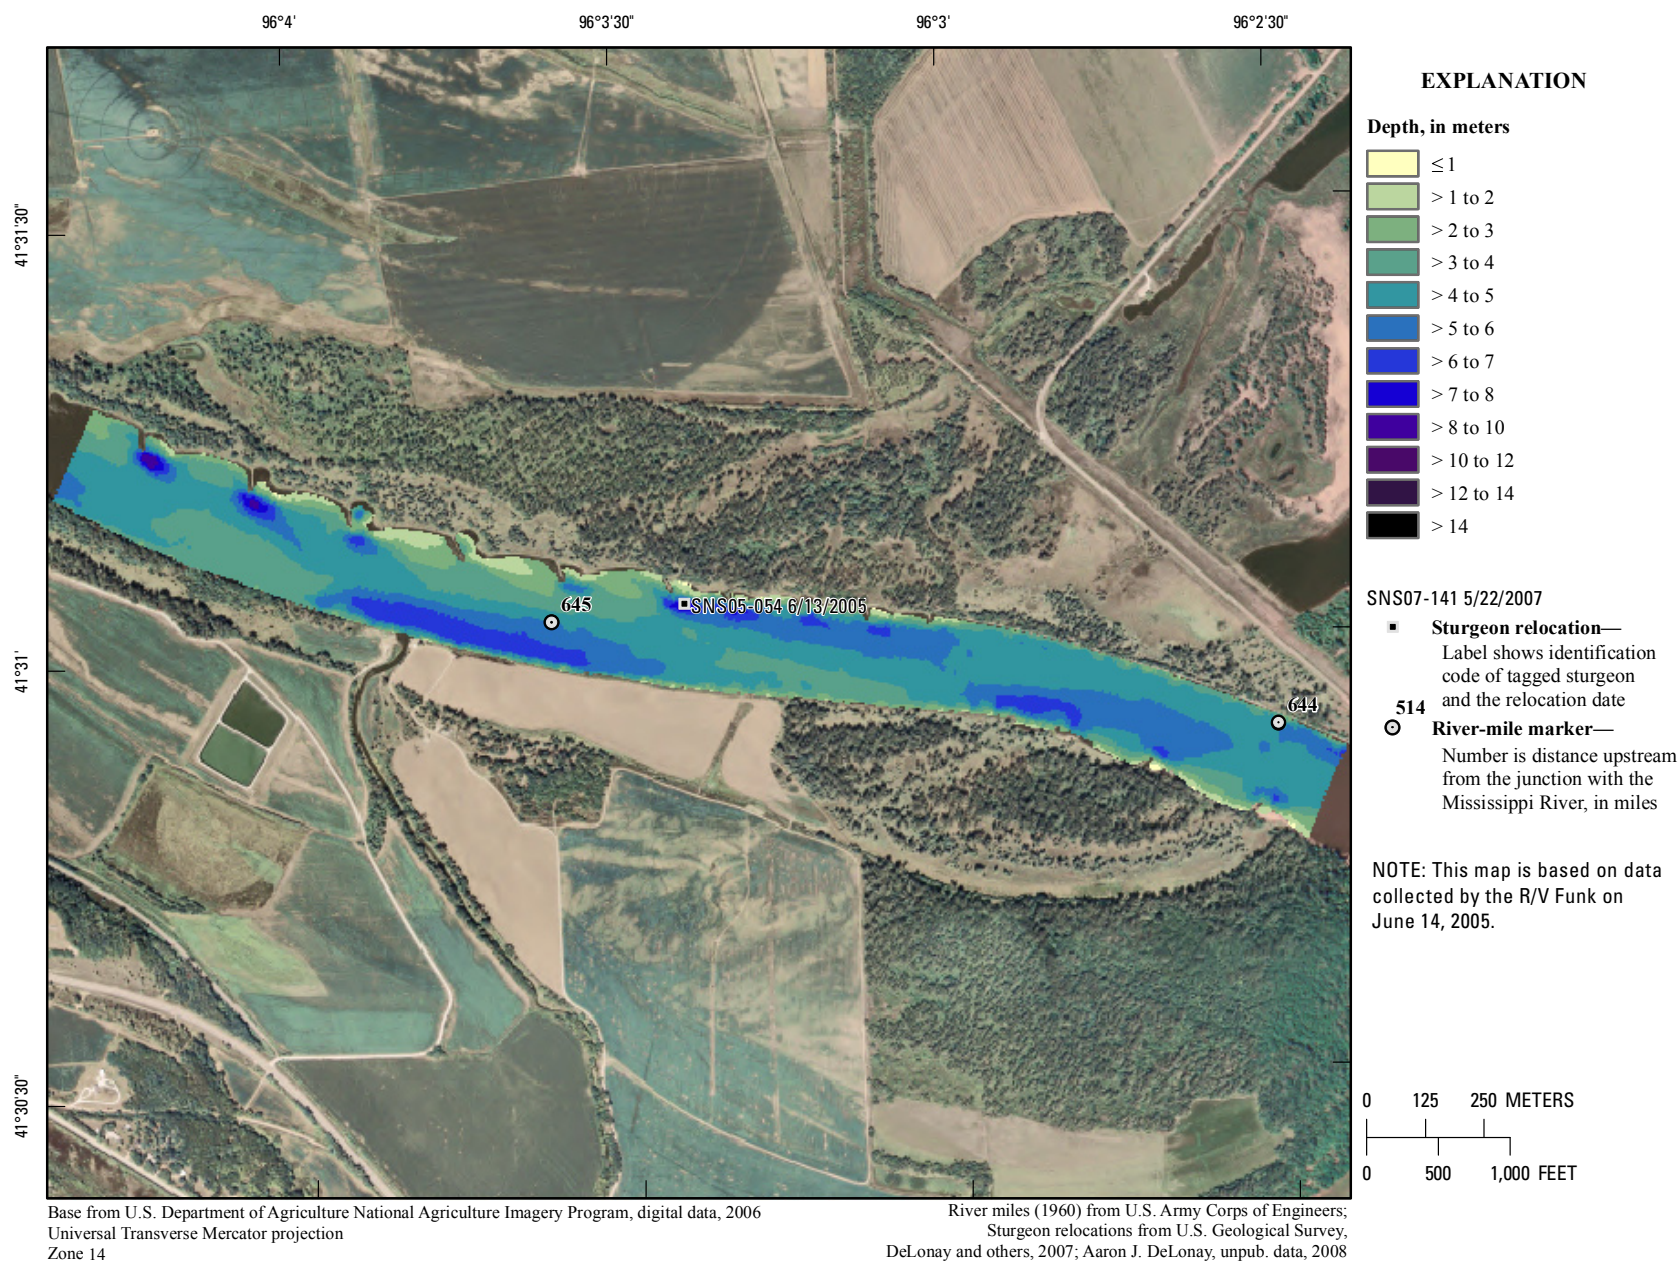 96°4'
96°3'30"
96°3'
96°2'30"
41°31'30"
41°31'
41°30'30"
645
SNS05-054 6/13/2005
644
EXPLANATION
Depth, in meters
≤ 1
> 1 to 2
> 2 to 3
> 3 to 4
> 4 to 5
> 5 to 6
> 6 to 7
> 7 to 8
> 8 to 10
> 10 to 12
> 12 to 14
> 14
SNS07-141 5/22/2007
Sturgeon relocation—
Label shows identification
code of tagged sturgeon
and the relocation date
514
River-mile marker—
Number is distance upstream
from the junction with the
Mississippi River, in miles
NOTE: This map is based on data
collected by the R/V Funk on
June 14, 2005.
0 125 250 METERS
0 500 1,000 FEET
Base from U.S. Department of Agriculture National Agriculture Imagery Program, digital data, 2006
Universal Transverse Mercator projection
Zone 14
River miles (1960) from U.S. Army Corps of Engineers;
Sturgeon relocations from U.S. Geological Survey,
DeLonay and others, 2007; Aaron J. DeLonay, unpub. data, 2008